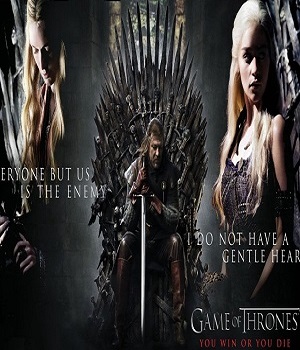 ERYONE BUT US
IS THE ENEMY
I DO NOT HAVE A
GENTLE HEAR
GAME OF THRONES
YOU WIN OR YOU DIE